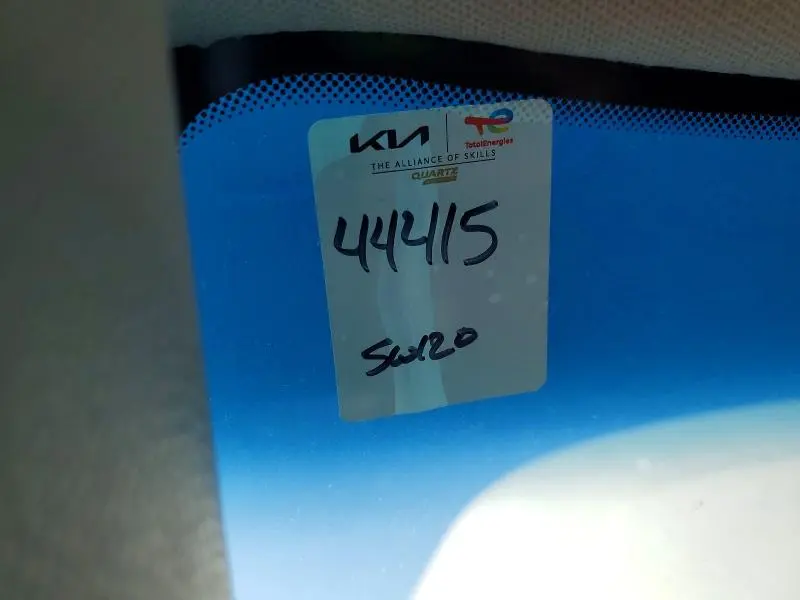 KIA TotalEnergies
THE ALLIANCE OF SKILLS
QUARTZ
44415
5w20